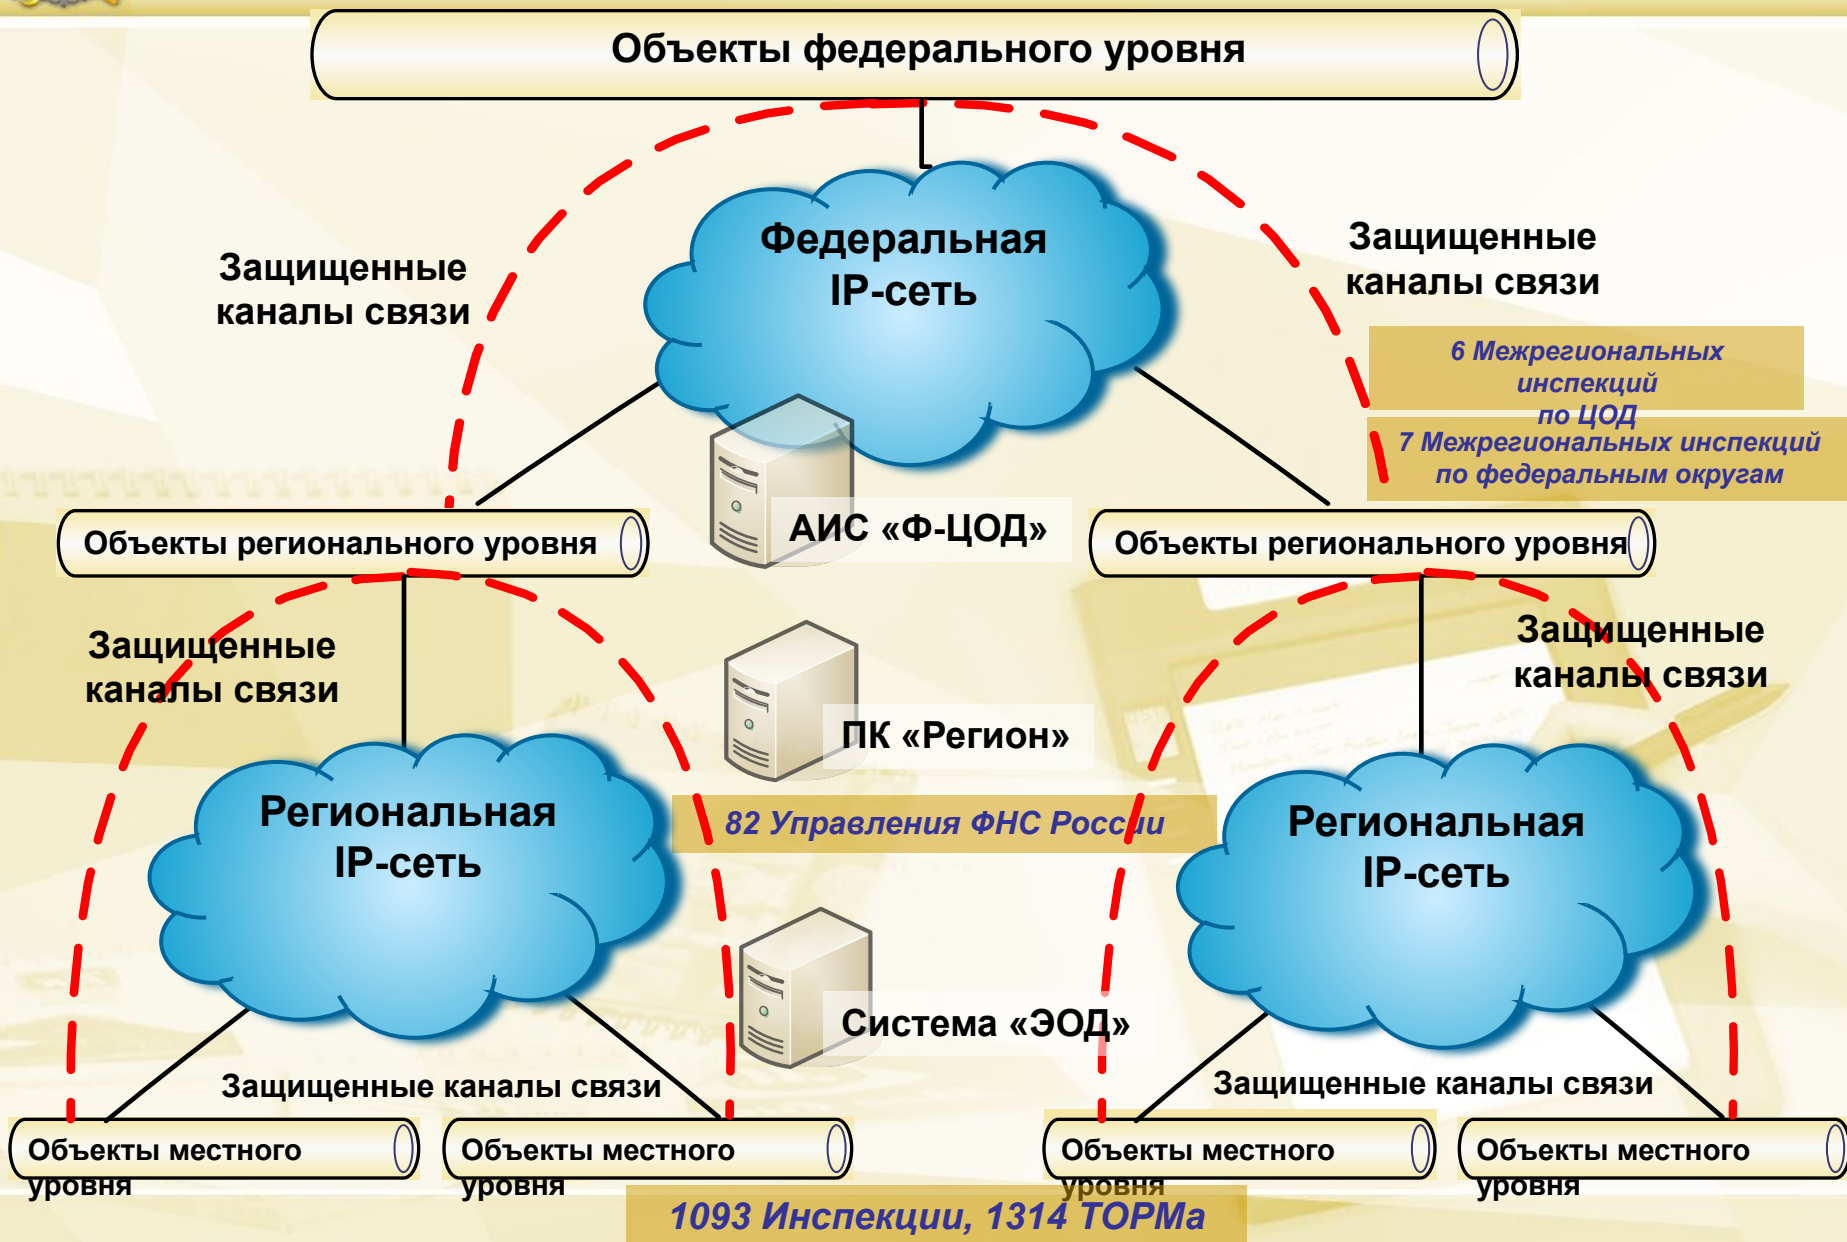 Объекты федерального уровня
Федеральная
IP-сеть
Защищенные
каналы связи
Защищенные
каналы связи
6 Межрегиональных
инспекций
по ЦОД
7 Межрегиональных инспекций
по федеральным округам
АИС «Ф-ЦОД»
Объекты регионального уровня
Объекты регионального уровня
Защищенные
каналы связи
Защищенные
каналы связи
ПК «Регион»
82 Управления ФНС России
Региональная
IP-сеть
Региональная
IP-сеть
Система «ЭОД»
Защищенные каналы связи
Защищенные каналы связи
Объекты местного
уровня
Объекты местного
уровня
Объекты местного
уровня
Объекты местного
уровня
1093 Инспекции, 1314 ТОРМа